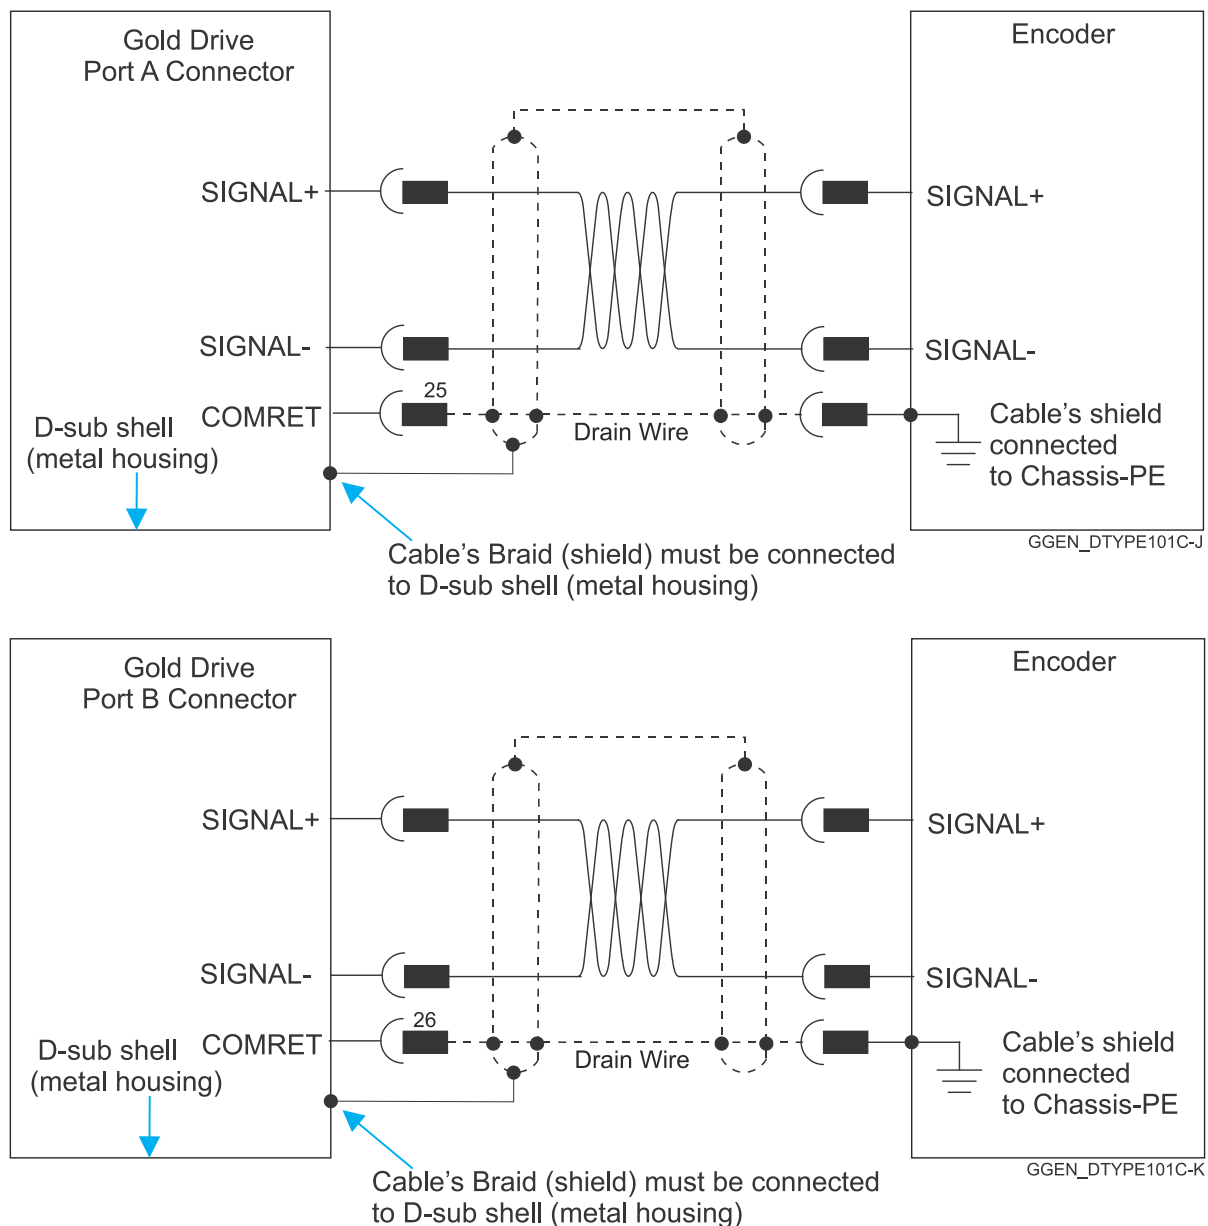 Gold Drive
Port A Connector
Encoder
SIGNAL+
SIGNAL+
SIGNAL-
SIGNAL-
25
COMRET
Drain Wire
D-sub shell
(metal housing)
Cable's shield
connected
to Chassis-PE
GGEN_DTYPE101C-J
Cable's Braid (shield) must be connected
to D-sub shell (metal housing)
Gold Drive
Port B Connector
Encoder
SIGNAL+
SIGNAL+
SIGNAL-
SIGNAL-
26
COMRET
Drain Wire
D-sub shell
(metal housing)
Cable's shield
connected
to Chassis-PE
GGEN_DTYPE101C-K
Cable's Braid (shield) must be connected
to D-sub shell (metal housing)